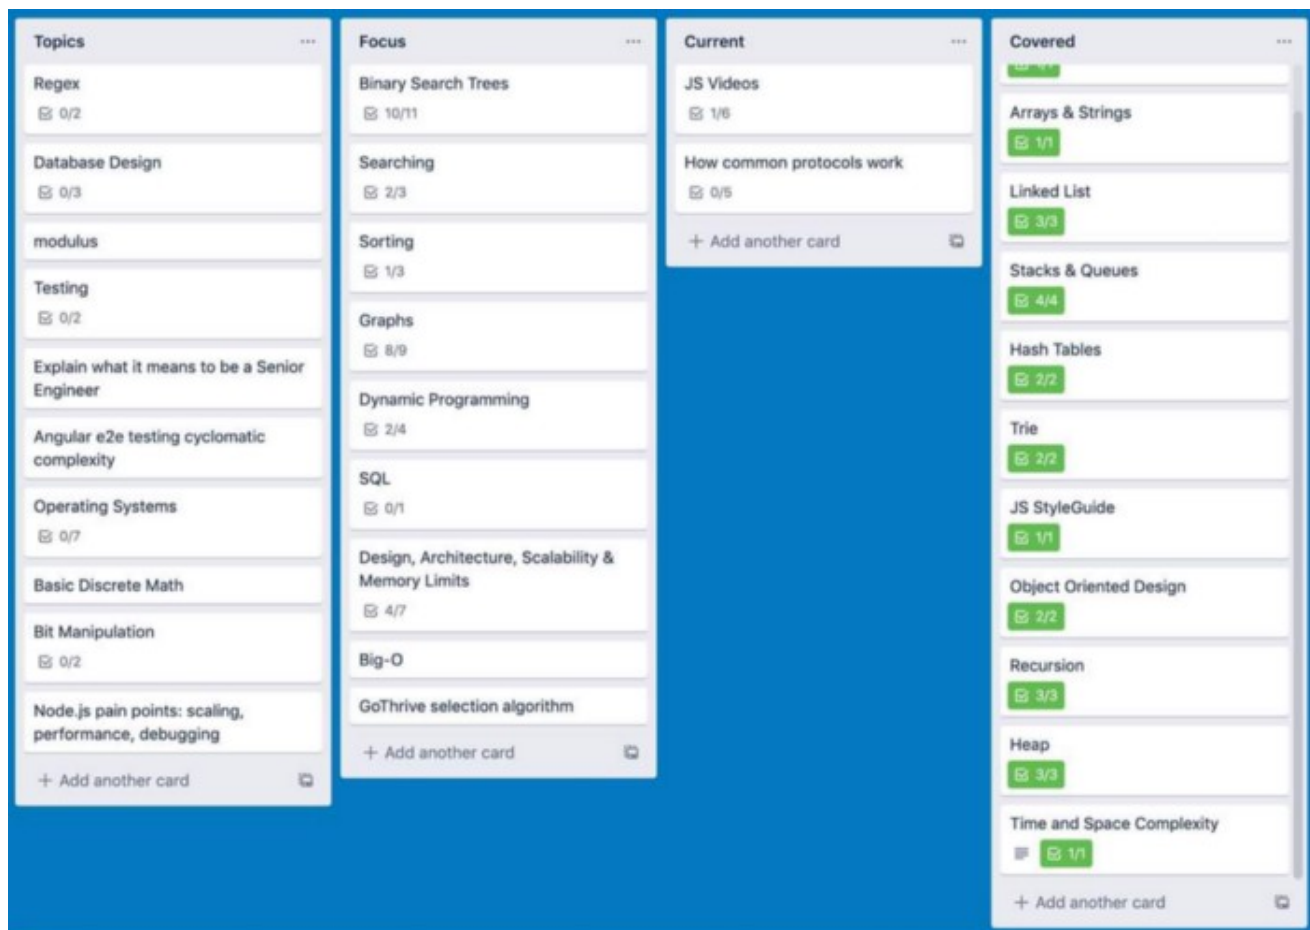 Topics
Regex
0/2
Database Design
0/3
modulus
Testing
0/2
Explain what it means to be a Senior
Engineer
Angular e2e testing cyclomatic
complexity
Operating Systems
0/7
Basic Discrete Math
Bit Manipulation
0/2
Node.js pain points: scaling,
performance, debugging
+ Add another card
Focus
Binary Search Trees
10/11
Searching
2/3
Sorting
1/3
Graphs
8/9
Dynamic Programming
2/4
SQL
0/1
Design, Architecture, Scalability &
Memory Limits
4/7
Big-O
GoThrive selection algorithm
+ Add another card
Current
JS Videos
1/6
How common protocols work
0/5
+ Add another card
Covered
Arrays & Strings
1/1
Linked List
3/3
Stacks & Queues
4/4
Hash Tables
2/2
Trie
2/2
JS StyleGuide
1/1
Object Oriented Design
2/2
Recursion
3/3
Heap
3/3
Time and Space Complexity
1/1
+ Add another card